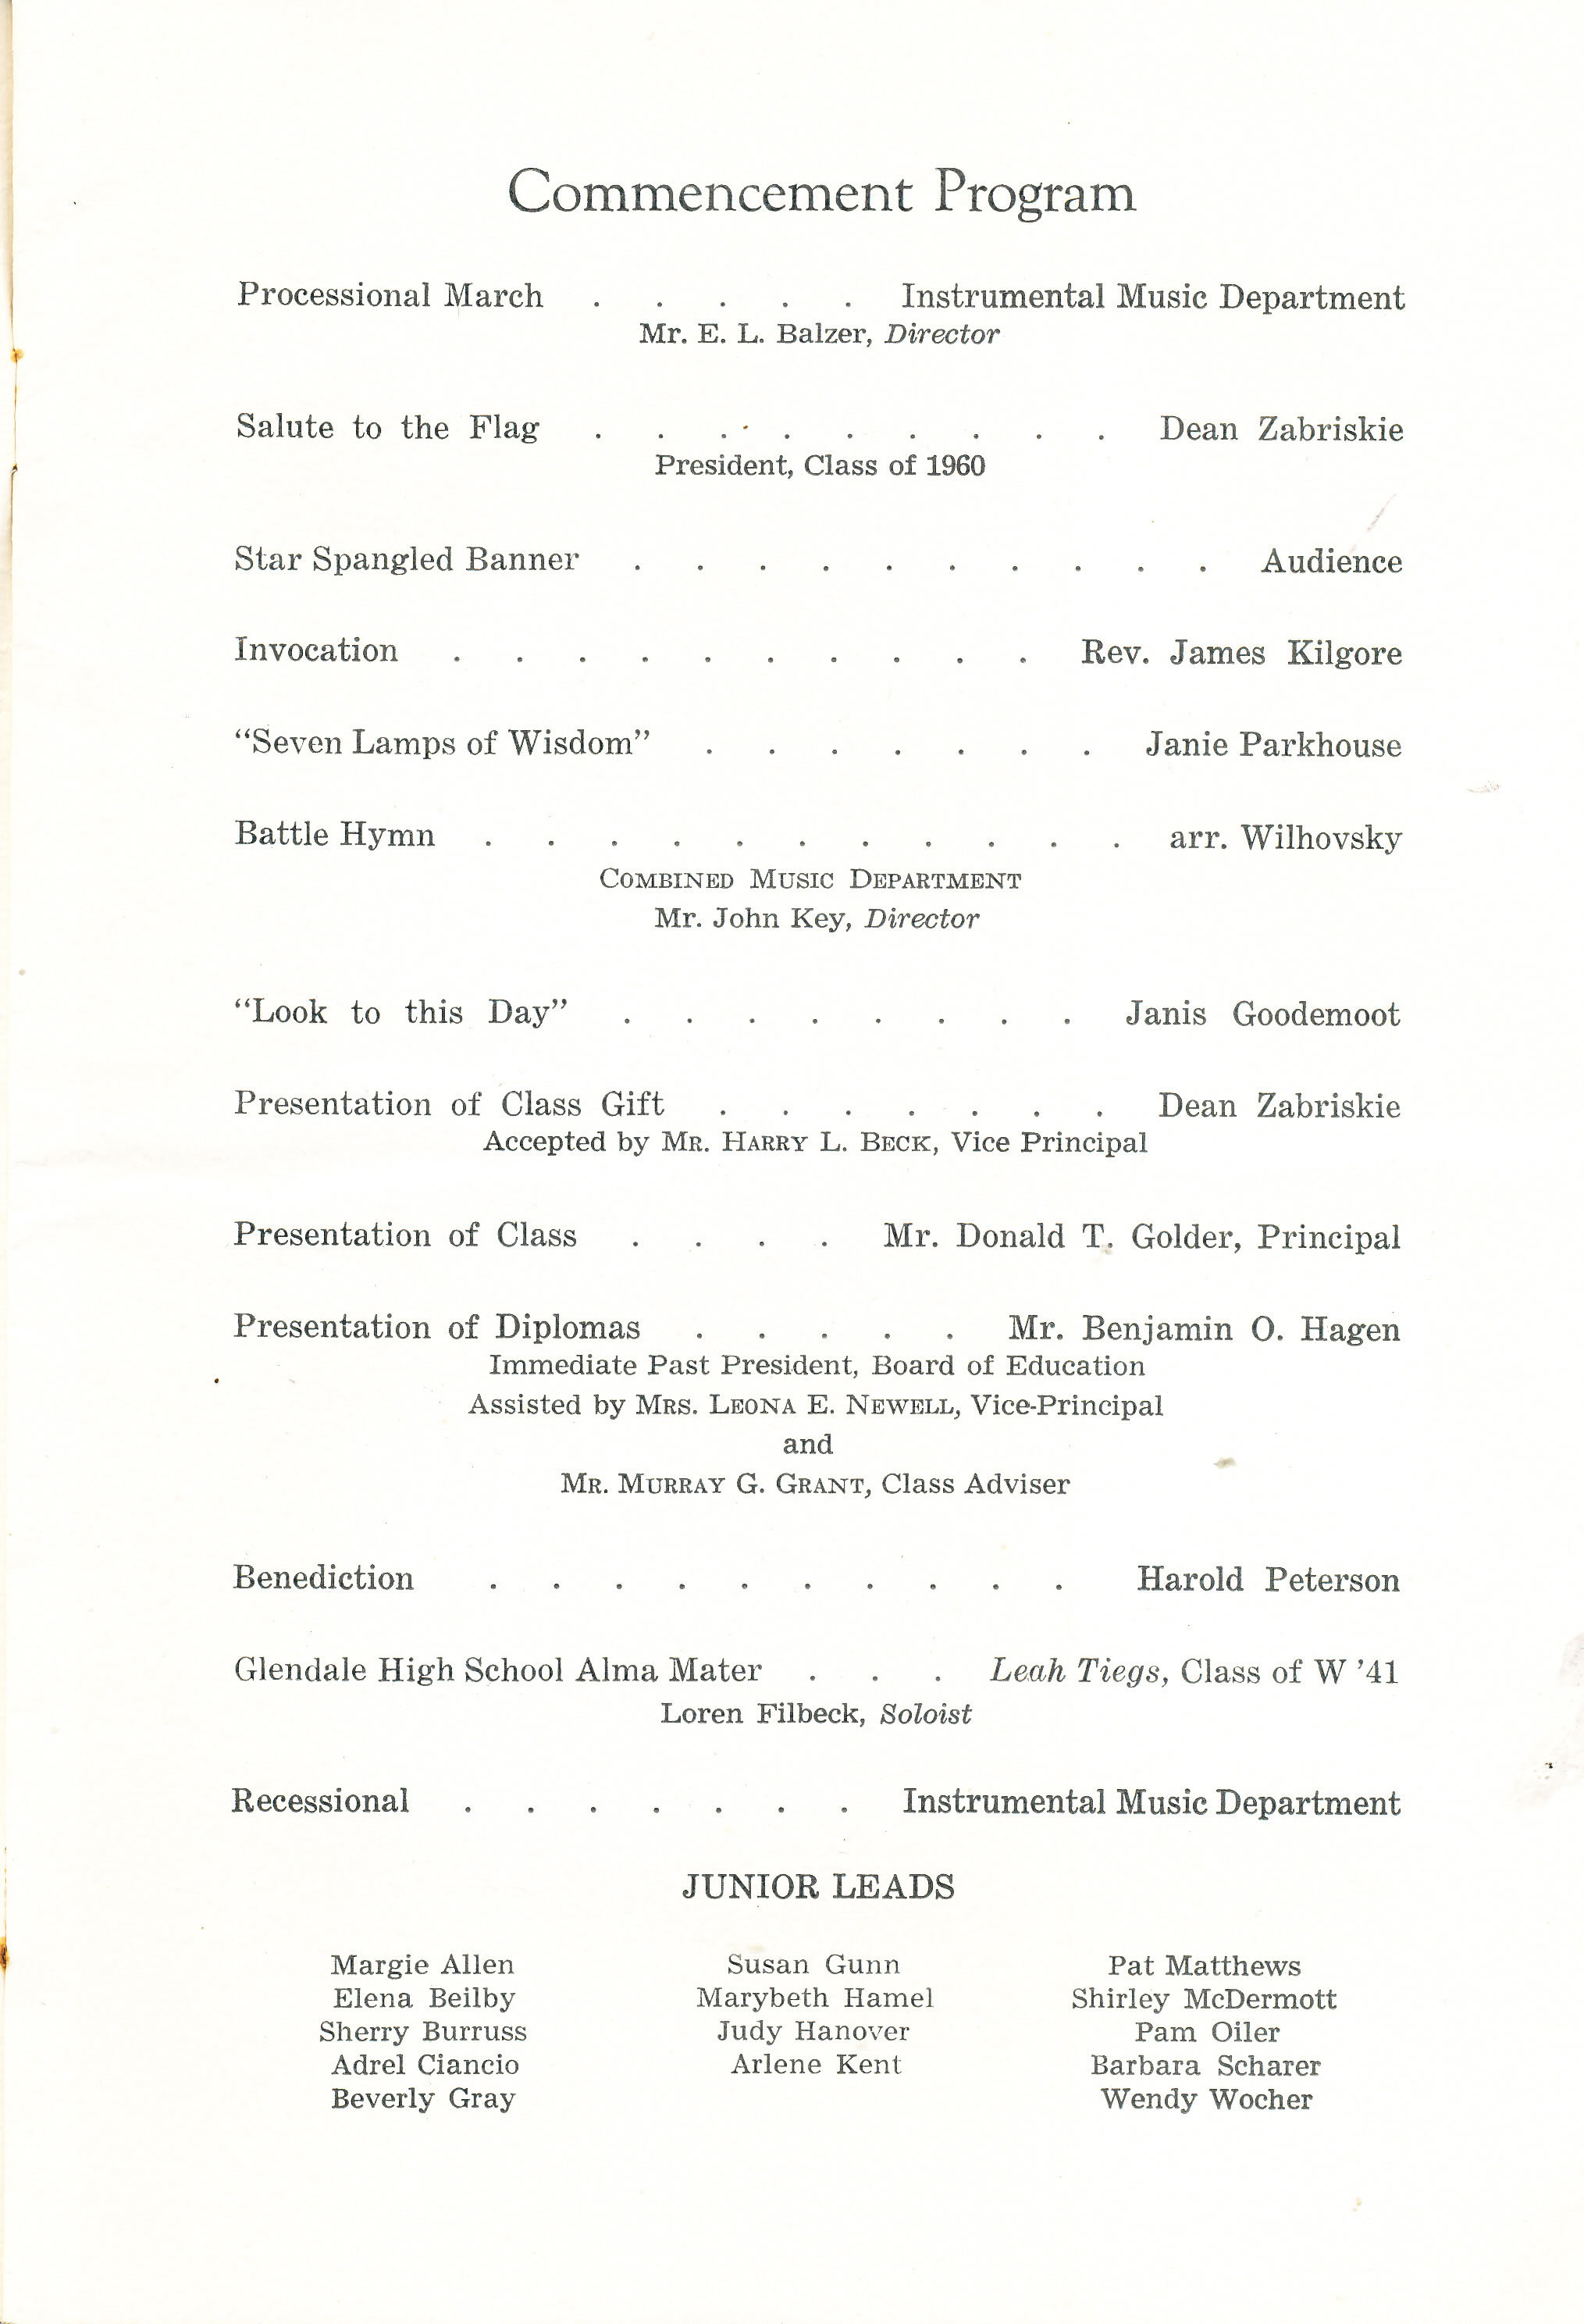 Commencement Program
Processional March . . . . . Instrumental Music Department
Mr. E. L. Balzer, Director
Salute to the Flag . . . . . . . . . Dean Zabriskie
President, Class of 1960
Star Spangled Banner . . . . . . . . . . Audience
Invocation . . . . . . . . . . Rev. James Kilgore
“Seven Lamps of Wisdom” . . . . . . . Janie Parkhouse
Battle Hymn . . . . . . . . . . . arr. Wilhovsky
COMBINED MUSIC DEPARTMENT
Mr. John Key, Director
“Look to this Day” . . . . . . . . Janis Goodemoot
Presentation of Class Gift . . . . . . . Dean Zabriskie
Accepted by MR. HARRY L. BECK, Vice Principal
Presentation of Class . . . . Mr. Donald T. Golder, Principal
Presentation of Diplomas . . . . . Mr. Benjamin O. Hagen
Immediate Past President, Board of Education
Assisted by MRS. LEONA E. NEWELL, Vice-Principal
and
MR. MURRAY G. GRANT, Class Adviser
Benediction . . . . . . . . . . Harold Peterson
Glendale High School Alma Mater . . . Leah Tiegs, Class of W ’41
Loren Filbeck, Soloist
Recessional . . . . . . . Instrumental Music Department
JUNIOR LEADS
Margie Allen Susan Gunn Pat Matthews
Elena Beilby Marybeth Hamel Shirley McDermott
Sherry Burruss Judy Hanover Pam Oiler
Adrel Ciancio Arlene Kent Barbara Scharer
Beverly Gray Wendy Wocher